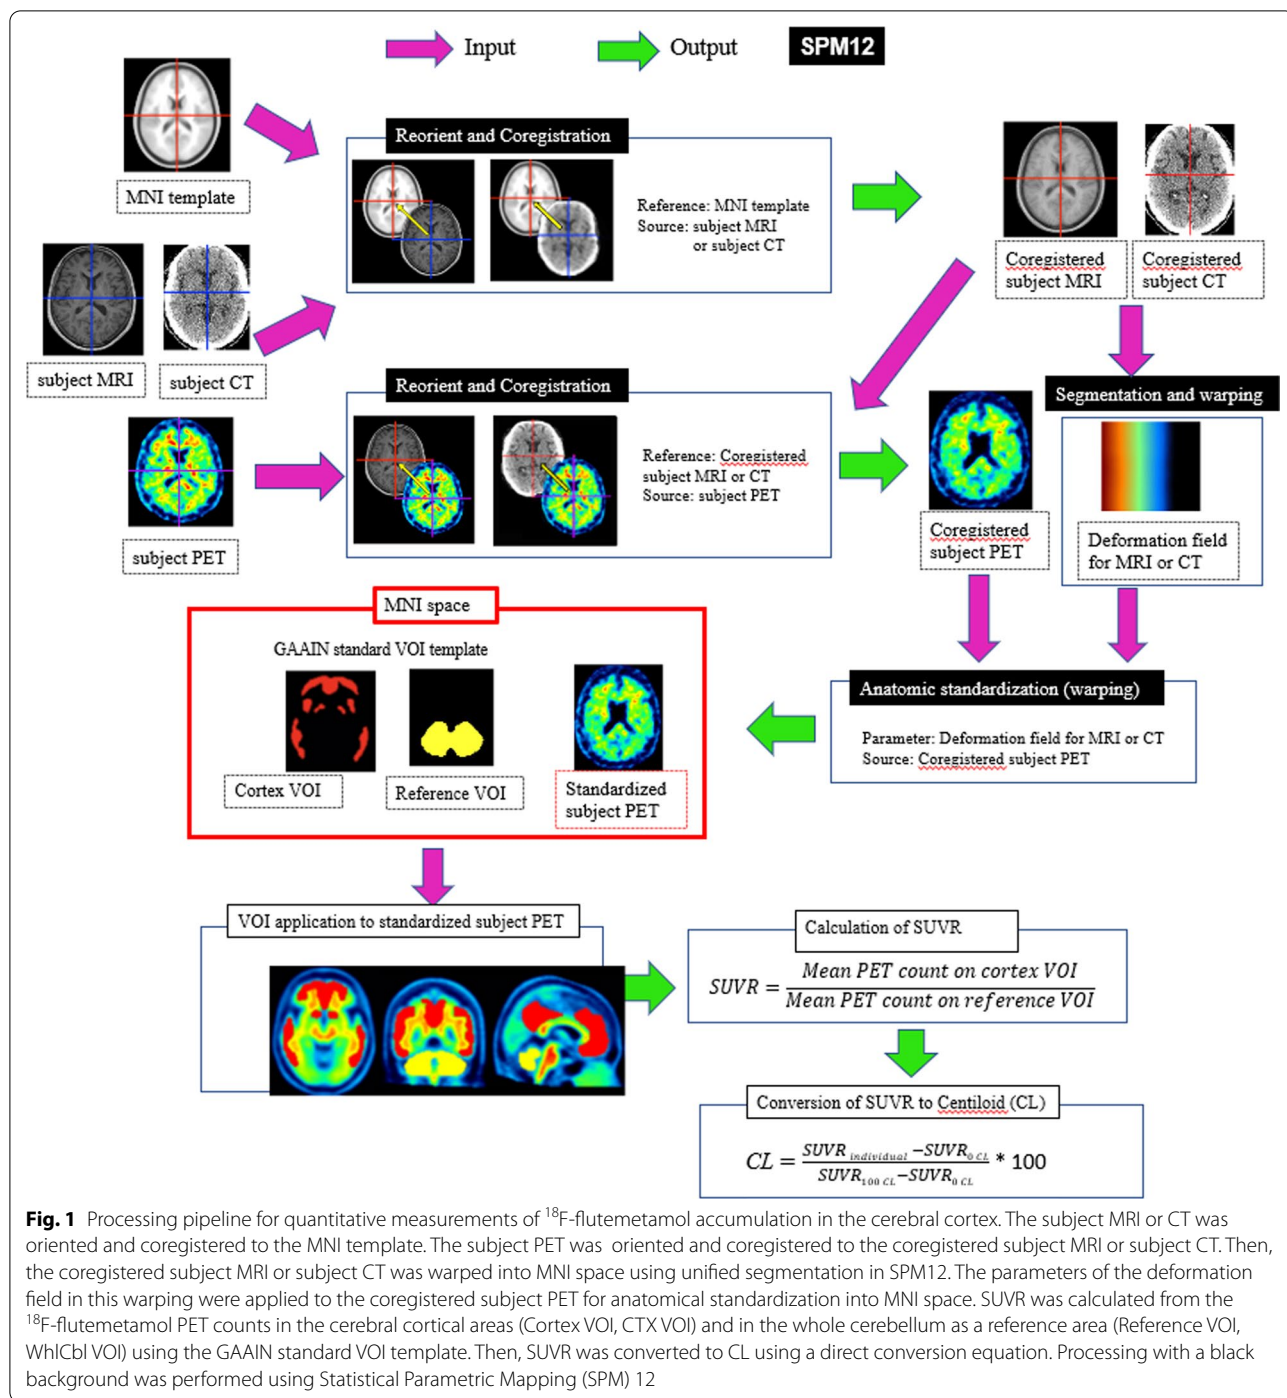 Input
Output
SPM12
MNI template
Reorient and Coregistration
Reference: MNI template
Source: subject MRI
or subject CT
Coregistered
subject MRI
Coregistered
subject CT
subject MRI
subject CT
Reorient and Coregistration
Reference: Coregistered
subject MRI or CT
Source: subject PET
subject PET
Coregistered
subject PET
Segmentation and warping
Deformation field
for MRI or CT
MNI space
GAAIN standard VOI template
Cortex VOI
Reference VOI
Standardized
subject PET
Anatomic standardization (warping)
Parameter: Deformation field for MRI or CT
Source: Coregistered subject PET
VOI application to standardized subject PET
Calculation of SUVR
SUVR = Mean PET count on cortex VOI
Mean PET count on reference VOI
Conversion of SUVR to Centiloid (CL)
CL = SUVR individual −SUVR 0 CL * 100
SUVR 100 CL −SUVR 0 CL
Fig. 1 Processing pipeline for quantitative measurements of ¹⁸F-flutemetamol accumulation in the cerebral cortex. The subject MRI or CT was
oriented and coregistered to the MNI template. The subject PET was oriented and coregistered to the coregistered subject MRI or subject CT. Then,
the coregistered subject MRI or subject CT was warped into MNI space using unified segmentation in SPM12. The parameters of the deformation
field in this warping were applied to the coregistered subject PET for anatomical standardization into MNI space. SUVR was calculated from the
¹⁸F-flutemetamol PET counts in the cerebral cortical areas (Cortex VOI, CTX VOI) and in the whole cerebellum as a reference area (Reference VOI,
WhlCbl VOI) using the GAAIN standard VOI template. Then, SUVR was converted to CL using a direct conversion equation. Processing with a black
background was performed using Statistical Parametric Mapping (SPM) 12